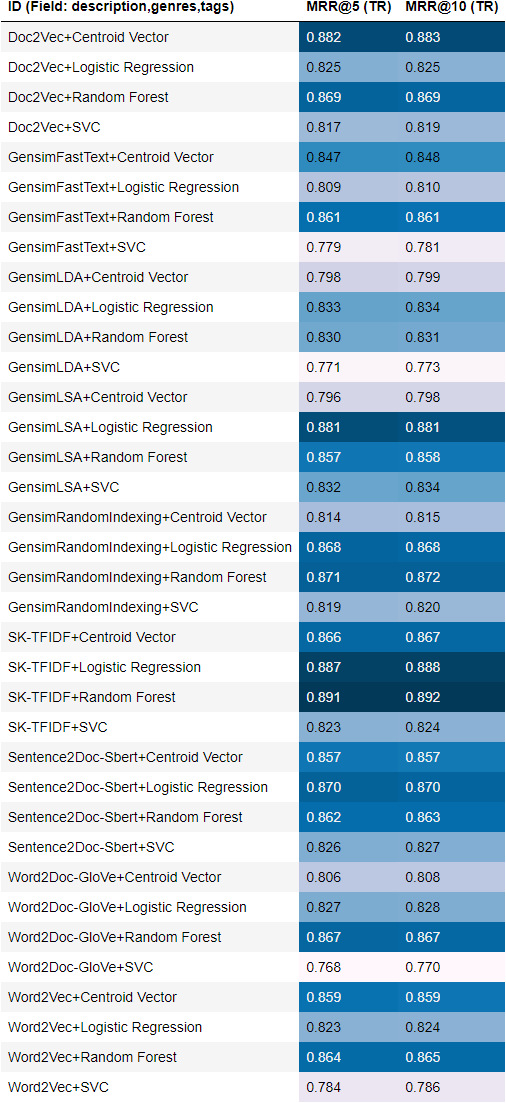 ID (Field: description,genres,tags) MRR@5 (TR) MRR@10 (TR)
Doc2Vec+Centroid Vector 0.882 0.883
Doc2Vec+Logistic Regression 0.825 0.825
Doc2Vec+Random Forest 0.869 0.869
Doc2Vec+SVC 0.817 0.819
GensimFastText+Centroid Vector 0.847 0.848
GensimFastText+Logistic Regression 0.809 0.810
GensimFastText+Random Forest 0.861 0.861
GensimFastText+SVC 0.779 0.781
GensimLDA+Centroid Vector 0.798 0.799
GensimLDA+Logistic Regression 0.833 0.834
GensimLDA+Random Forest 0.830 0.831
GensimLDA+SVC 0.771 0.773
GensimLSA+Centroid Vector 0.796 0.798
GensimLSA+Logistic Regression 0.881 0.881
GensimLSA+Random Forest 0.857 0.858
GensimLSA+SVC 0.832 0.834
GensimRandomIndexing+Centroid Vector 0.814 0.815
GensimRandomIndexing+Logistic Regression 0.868 0.868
GensimRandomIndexing+Random Forest 0.871 0.872
GensimRandomIndexing+SVC 0.819 0.820
SK-TFIDF+Centroid Vector 0.866 0.867
SK-TFIDF+Logistic Regression 0.887 0.888
SK-TFIDF+Random Forest 0.891 0.892
SK-TFIDF+SVC 0.823 0.824
Sentence2Doc-Sbert+Centroid Vector 0.857 0.857
Sentence2Doc-Sbert+Logistic Regression 0.870 0.870
Sentence2Doc-Sbert+Random Forest 0.862 0.863
Sentence2Doc-Sbert+SVC 0.826 0.827
Word2Doc-GloVe+Centroid Vector 0.806 0.808
Word2Doc-GloVe+Logistic Regression 0.827 0.828
Word2Doc-GloVe+Random Forest 0.867 0.867
Word2Doc-GloVe+SVC 0.768 0.770
Word2Vec+Centroid Vector 0.859 0.859
Word2Vec+Logistic Regression 0.823 0.824
Word2Vec+Random Forest 0.864 0.865
Word2Vec+SVC 0.784 0.786